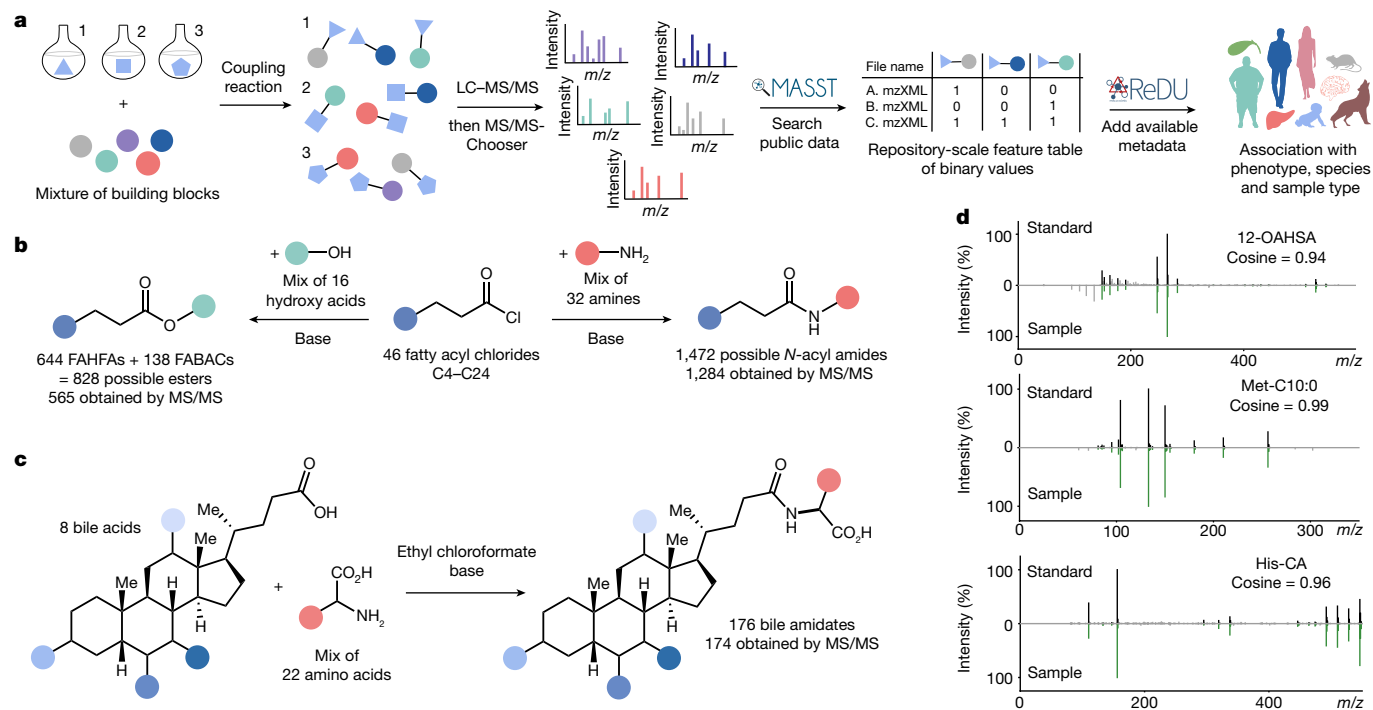 a
1
2
3
+
Mixture of building blocks
Coupling
reaction
1
2
3
LC–MS/MS
then MS/MS-
Chooser
Intensity
m/z
Intensity
m/z
Intensity
m/z
Intensity
m/z
Intensity
m/z
MASST
Search
public data
File name
A. mzXML 1 0 0
B. mzXML 0 0 1
C. mzXML 1 1 1
Repository-scale feature table
of binary values
ReDU
Add available
metadata
Association with
phenotype, species
and sample type
b
644 FAHFAs + 138 FABACs
= 828 possible esters
565 obtained by MS/MS
O
O
+ OH
Mix of 16
hydroxy acids
Base
O
Cl
46 fatty acyl chlorides
C4–C24
+ NH2
Mix of
32 amines
Base
O
N
H
1,472 possible N-acyl amides
1,284 obtained by MS/MS
c
8 bile acids
O
OH
Me
Me
Me
H
H
H
H
+
CO2H
NH2
Mix of
22 amino acids
Ethyl chloroformate
base
O
N
H
CO2H
Me
Me
Me
H
H
H
H
176 bile amidates
174 obtained by MS/MS
d
Intensity (%)
100
0
100
Standard
Sample
12-OAHSA
Cosine = 0.94
0 200 400 m/z
Intensity (%)
100
0
100
Standard
Sample
Met-C10:0
Cosine = 0.99
0 100 200 300 m/z
Intensity (%)
100
0
100
Standard
Sample
His-CA
Cosine = 0.96
0 200 400 m/z